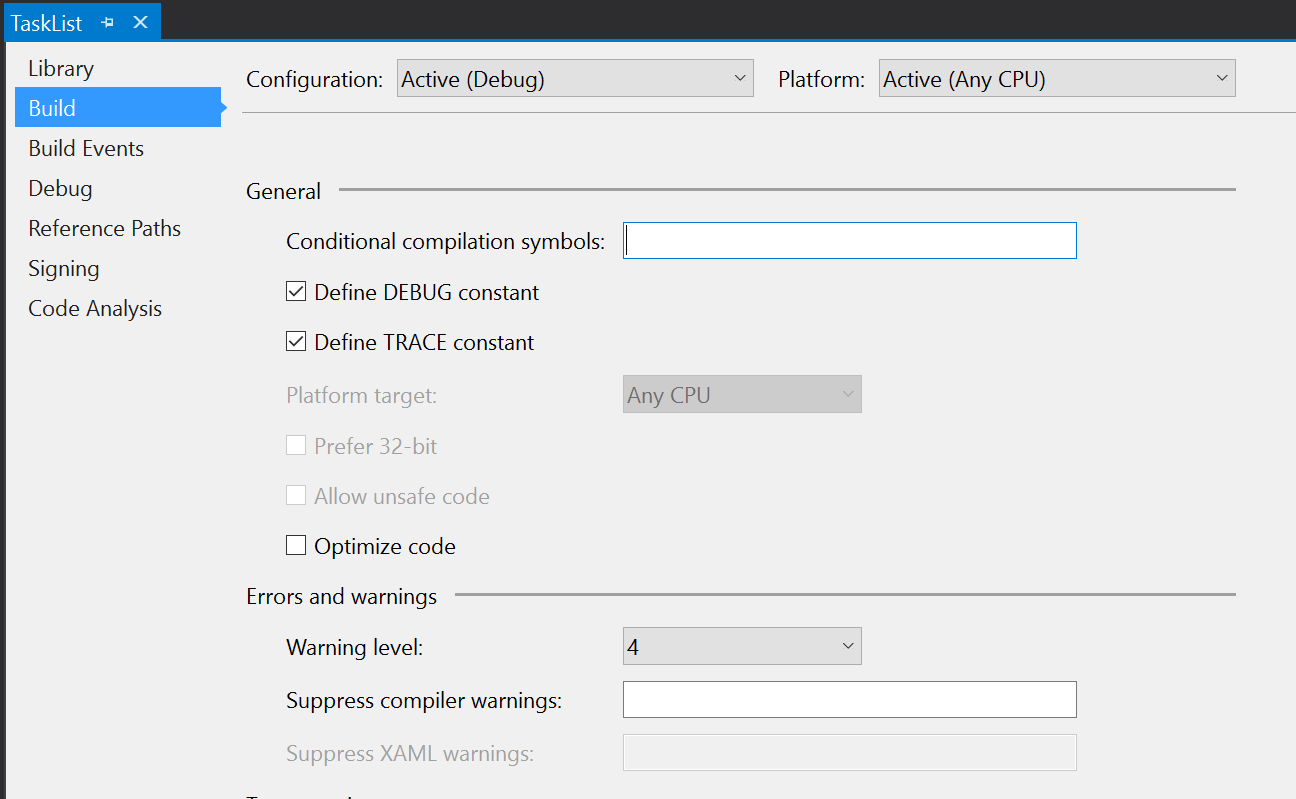 TaskList
Library
Build
Build Events
Debug
Reference Paths
Signing
Code Analysis
Configuration: Active (Debug) Platform: Active (Any CPU)
General
Conditional compilation symbols:
Define DEBUG constant
Define TRACE constant
Platform target: Any CPU
Prefer 32-bit
Allow unsafe code
Optimize code
Errors and warnings
Warning level: 4
Suppress compiler warnings:
Suppress XAML warnings: